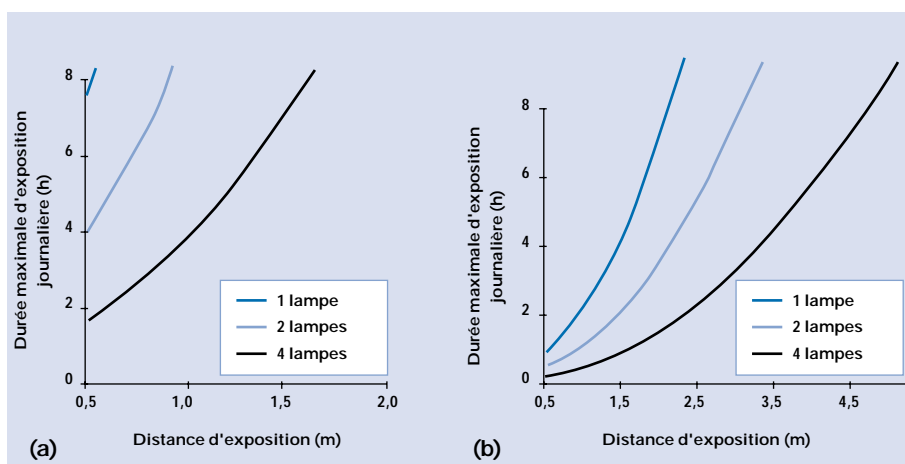 Durée maximale d'exposition
journalière (h)
8
6
4
2
0
0,5
1,0
1,5
2,0
1 lampe
2 lampes
4 lampes
(a)
Distance d'exposition (m)
Durée maximale d'exposition
journalière (h)
8
6
4
2
0
0,5
1,5
2,5
3,5
4,5
1 lampe
2 lampes
4 lampes
(b)
Distance d'exposition (m)